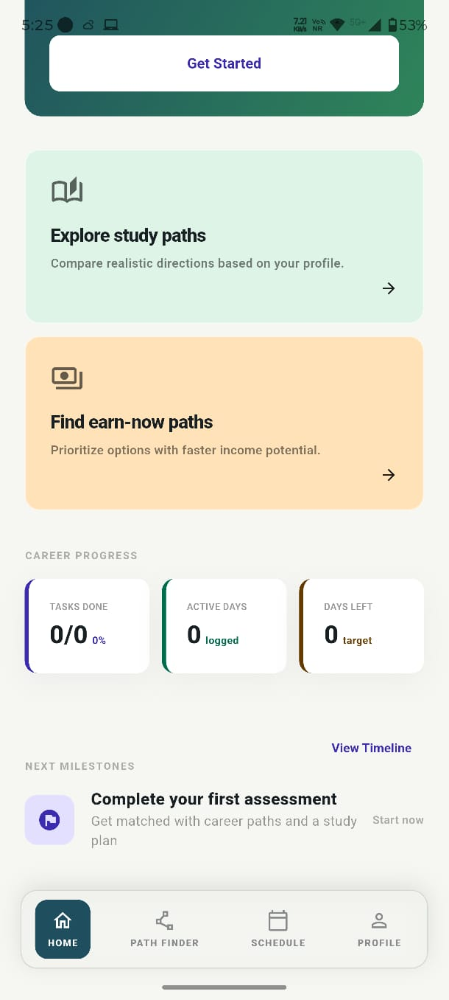 5:25
7.21 KB/s Vo NR 5G+ 53%
Get Started
Explore study paths
Compare realistic directions based on your profile.
Find earn-now paths
Prioritize options with faster income potential.
CAREER PROGRESS
TASKS DONE
0/0 0%
ACTIVE DAYS
0 logged
DAYS LEFT
0 target
View Timeline
NEXT MILESTONES
Complete your first assessment
Get matched with career paths and a study
plan
Start now
HOME
PATH FINDER
SCHEDULE
PROFILE